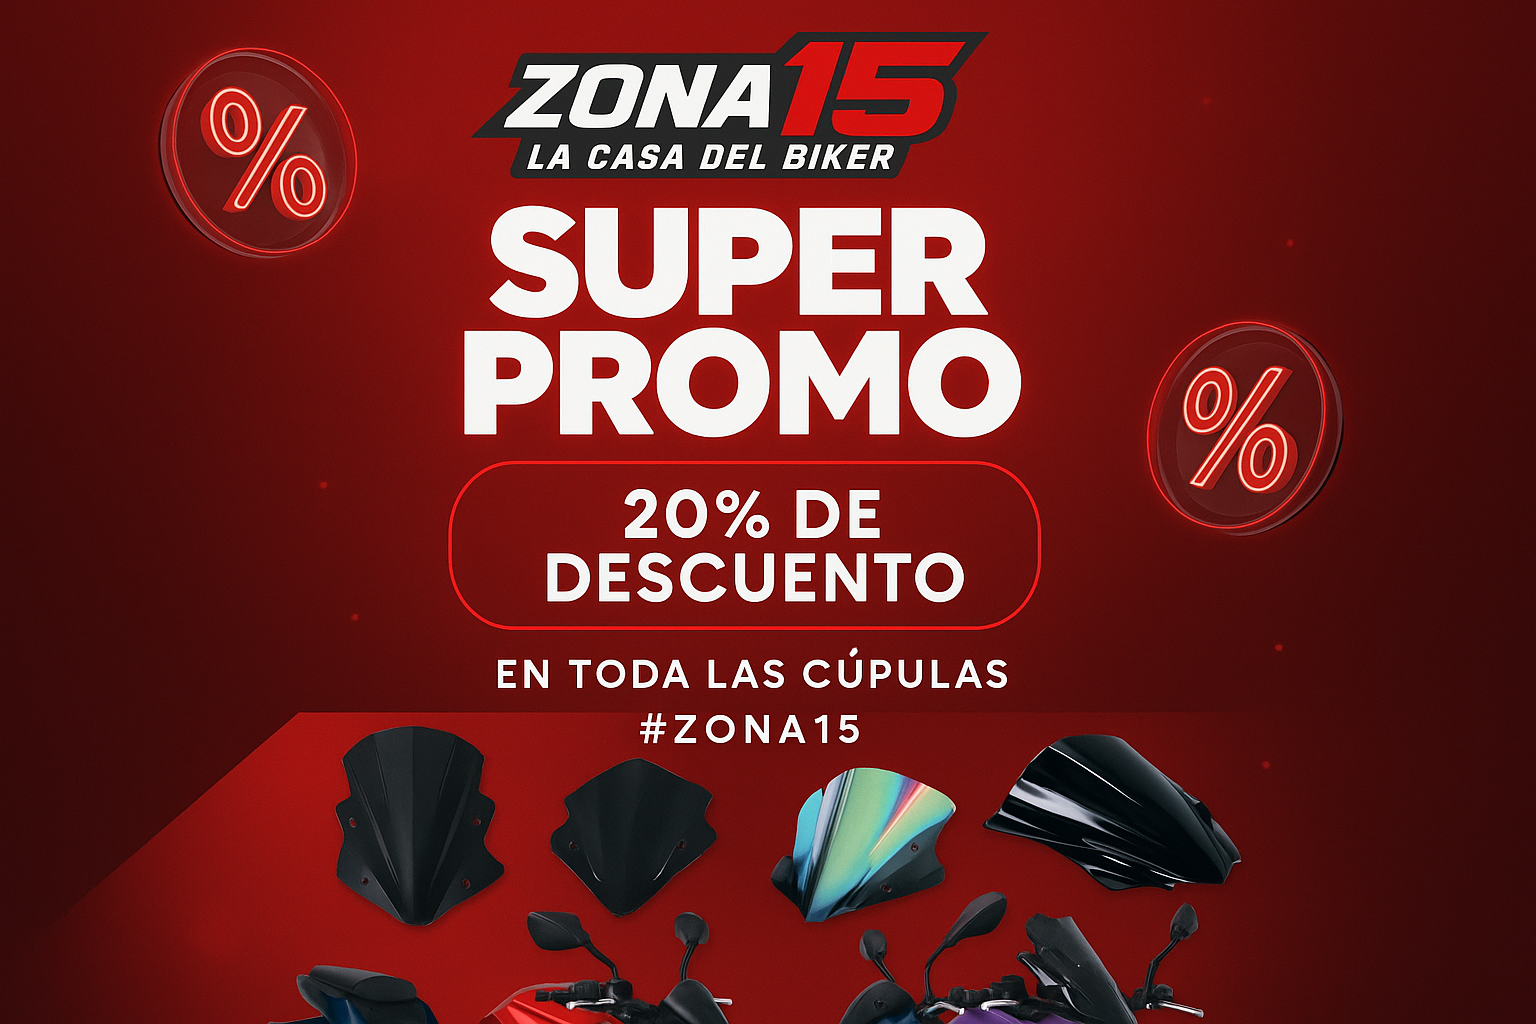 %
ZONA15
LA CASA DEL BIKER
SUPER
PROMO
%
20% DE
DESCUENTO
EN TODA LAS CÚPULAS
#ZONA15